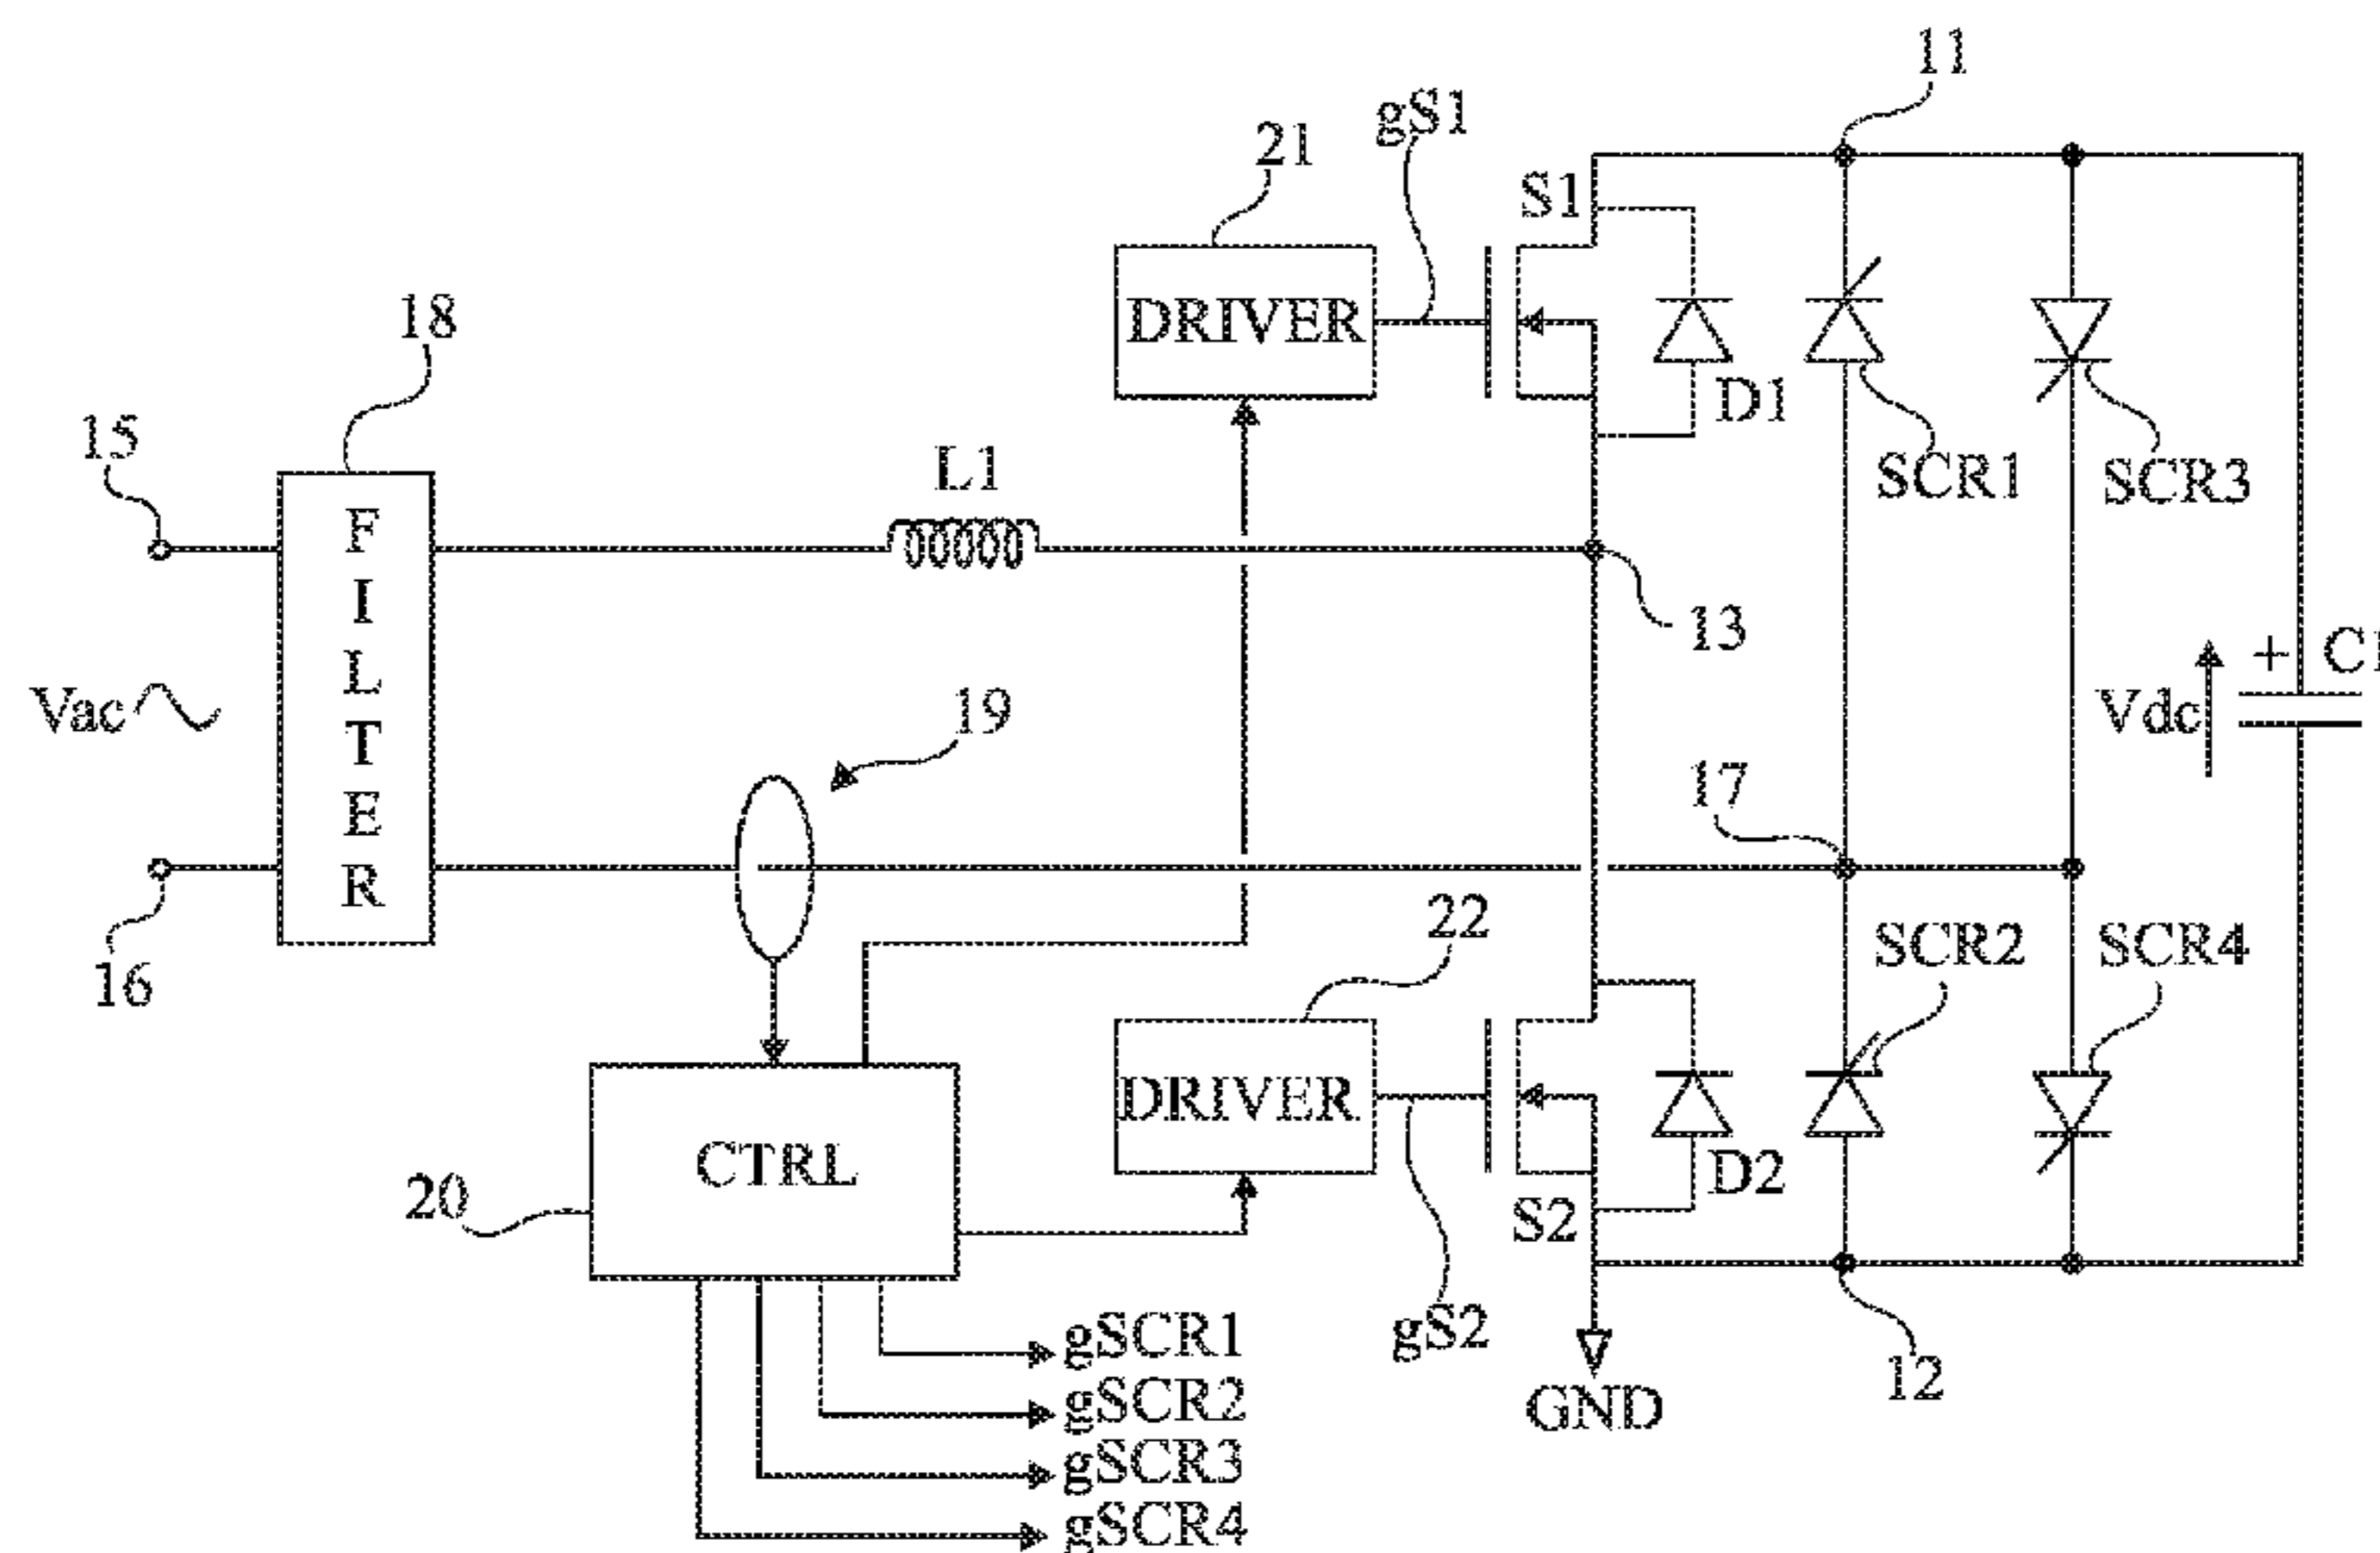 11
gS1
21
S1
DRIVER
D1
SCR1
SCR3
18
15
L1
F
I
L
T
E
R
13
+ C1
Vac
Vdc
19
17
16
22
SCR2
SCR4
DRIVER
CTRL
20
D2
S2
gS2
12
GND
gSCR1
gSCR2
gSCR3
gSCR4